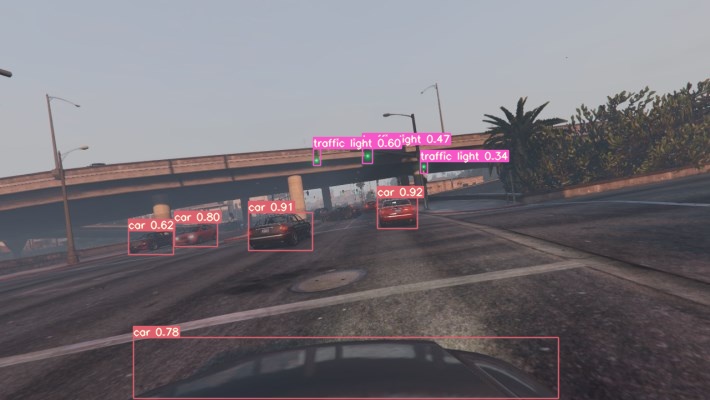 traffic light 0.60
light 0.47
traffic light 0.34
car 0.92
car 0.91
car 0.80
car 0.62
car 0.78